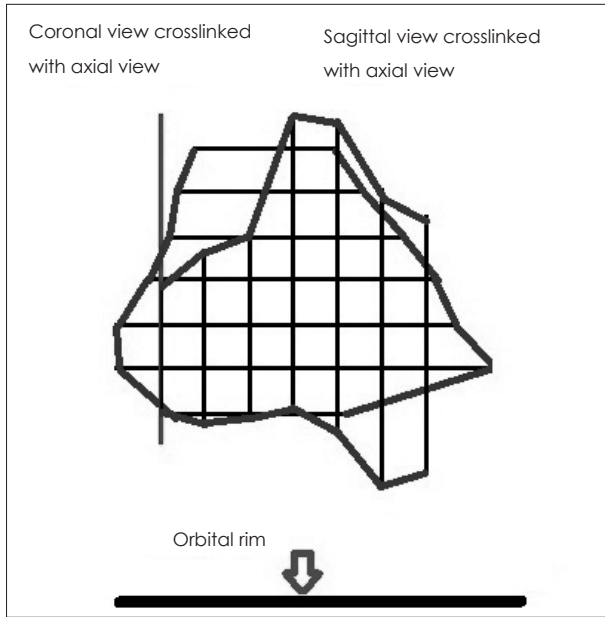 Coronal view crosslinked
with axial view
Sagittal view crosslinked
with axial view
Orbital rim